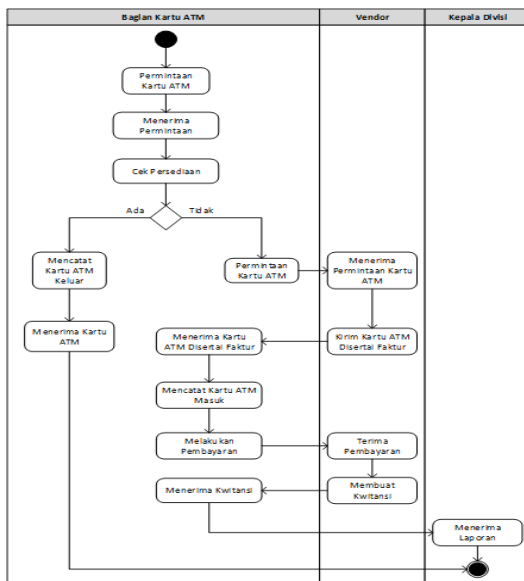 Bagian Kartu ATM
Vendor
Kepala Divisi
Permintaan
Kartu ATM
Menerima
Permintaan
Cek Persediaan
Ada
Tidak
Mencatat
Kartu ATM
Keluar
Permintaan
Kartu ATM
Menerima
Permintaan Kartu
ATM
Menerima Kartu
ATM
Menerima Kartu
ATM Disertai Faktur
Kirim Kartu ATM
Disertai Faktur
Mencatat Kartu ATM
Masuk
Melakukan
Pembayaran
Terima
Pembayaran
Menerima Kwitansi
Membuat
Kwitansi
Menerima
Laporan